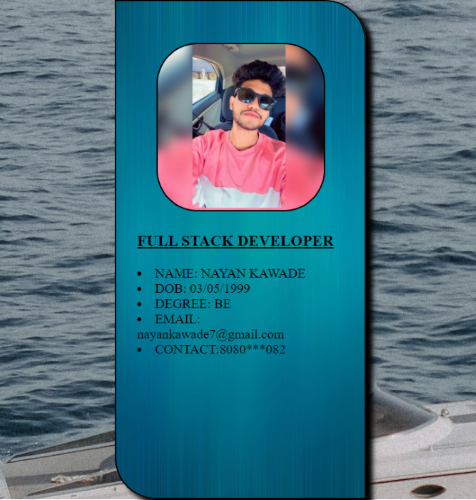 FULL STACK DEVELOPER
• NAME: NAYAN KAWADE
• DOB: 03/05/1999
• DEGREE: BE
• EMAIL:
nayankawade7@gmail.com
• CONTACT:8080***082